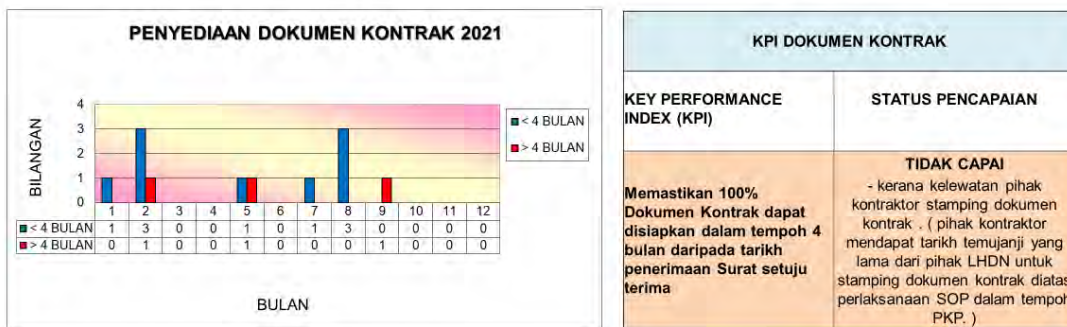 PENYEDIAAN DOKUMEN KONTRAK 2021
BILANGAN
4
3
2
1
0
1 2 3 4 5 6 7 8 9 10 11 12
< 4 BULAN 1 3 0 0 1 0 1 3 0 0 0 0
> 4 BULAN 0 1 0 0 1 0 0 0 1 0 0 0
BULAN
< 4 BULAN
> 4 BULAN
KPI DOKUMEN KONTRAK
KEY PERFORMANCE
INDEX (KPI)
STATUS PENCAPAIAN
Memastikan 100%
Dokumen Kontrak dapat
disiapkan dalam tempoh 4
bulan daripada tarikh
penerimaan Surat setuju
terima
TIDAK CAPAI
- kerana kelewatan pihak
kontraktor stamping dokumen
kontrak . ( pihak kontraktor
mendapat tarikh temujanji yang
lama dari pihak LHDN untuk
stamping dokumen kontrak diatas
perlaksanaan SOP dalam tempoh
PKP. )